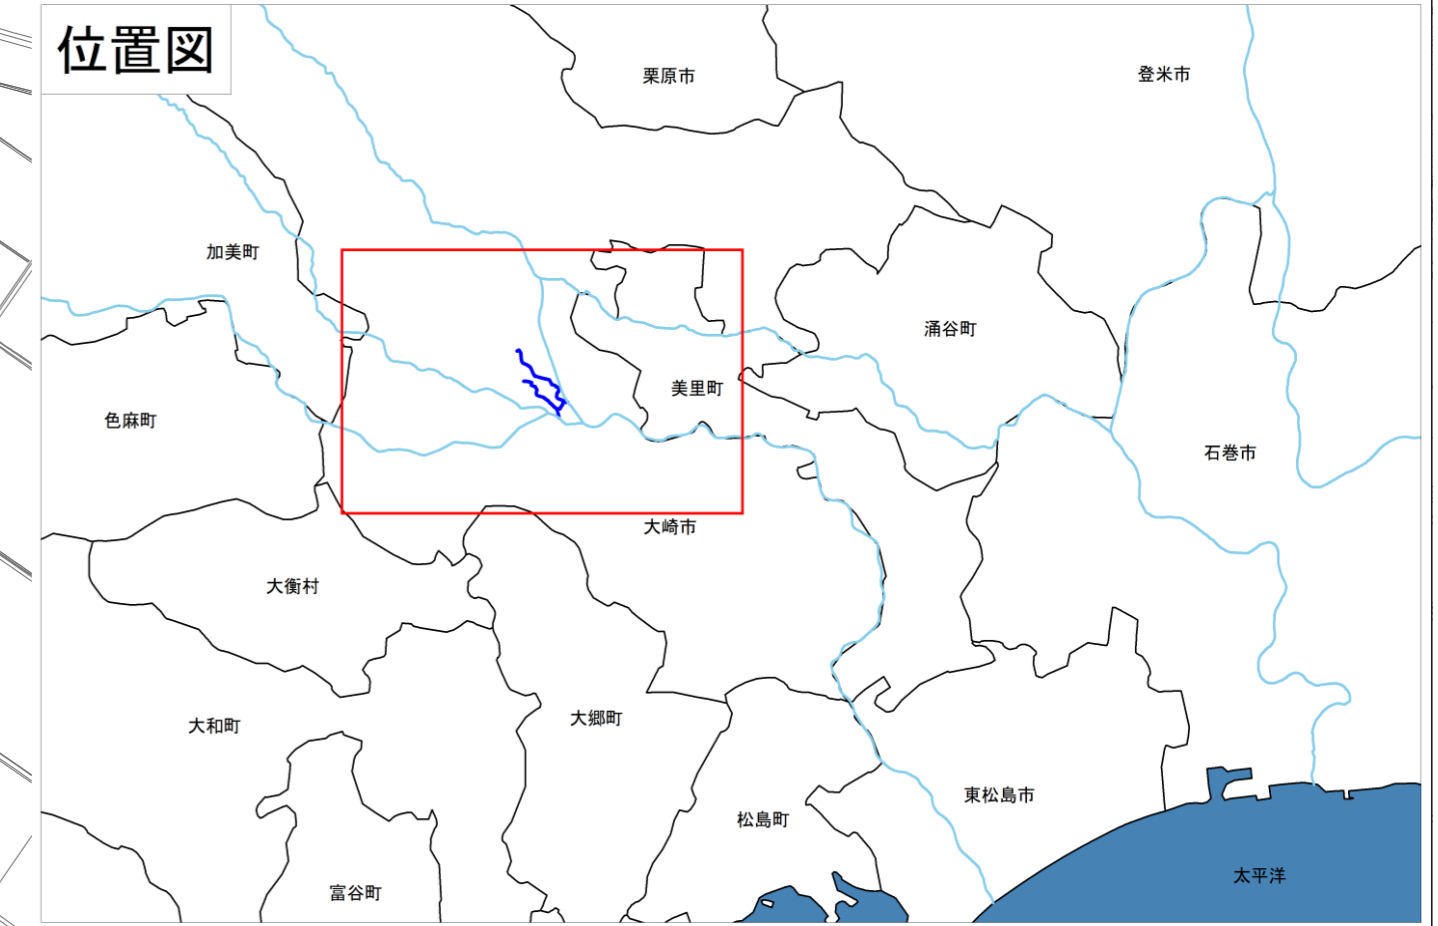 位置図
栗原市
登米市
加美町
涌谷町
美里町
色麻町
石巻市
大崎市
大衡村
大郷町
大和町
東松島市
松島町
太平洋
富谷町